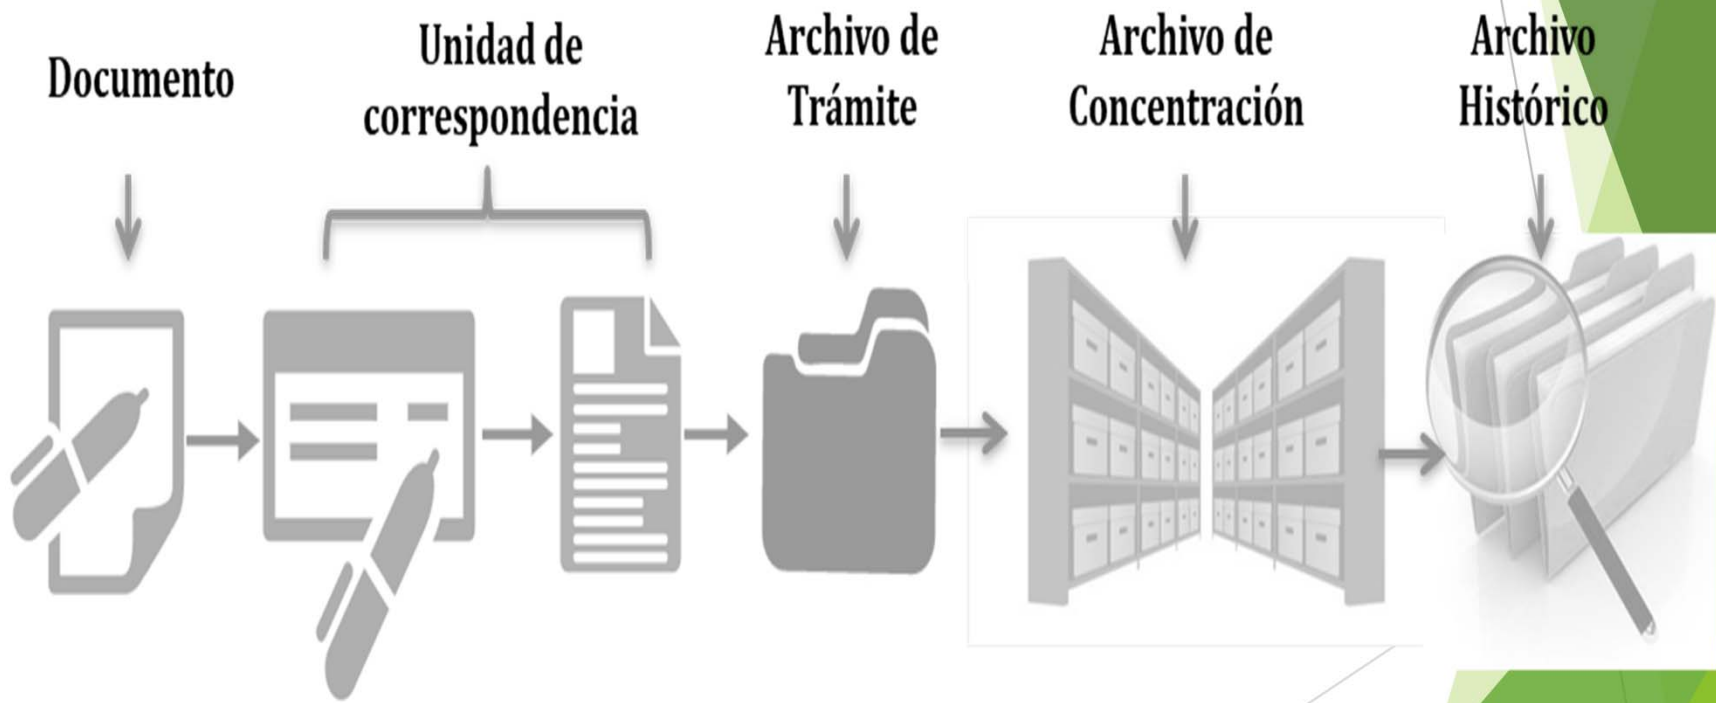 Documento
Unidad de
correspondencia
Archivo de
Trámite
Archivo de
Concentración
Archivo
Histórico